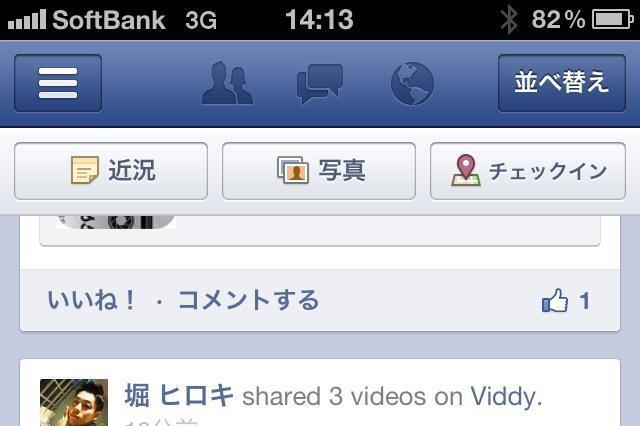 SoftBank 3G 14:13 82%
並べ替え
近況 写真 チェックイン
いいね！ · コメントする 1
堀 ヒロキ shared 3 videos on Viddy.